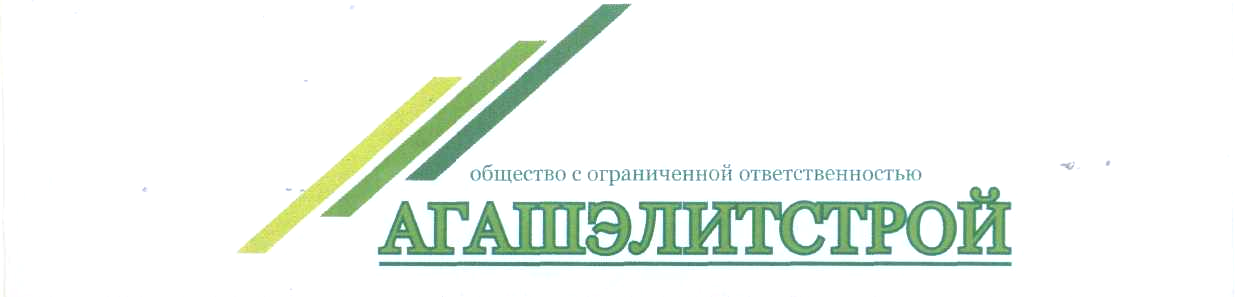 общество с ограниченной ответственностью
АГАШЭЛИТСТРОЙ